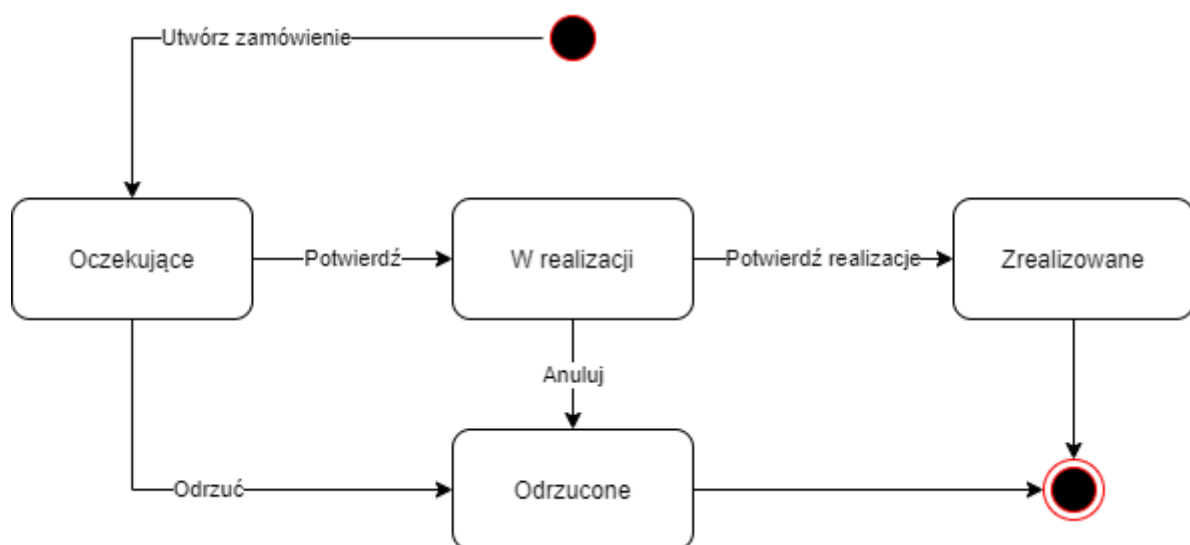 Utwórz zamówienie
Oczekujące
Potwierdź
W realizacji
Potwierdź realizacje
Zrealizowane
Anuluj
Odrzuć
Odrzucone